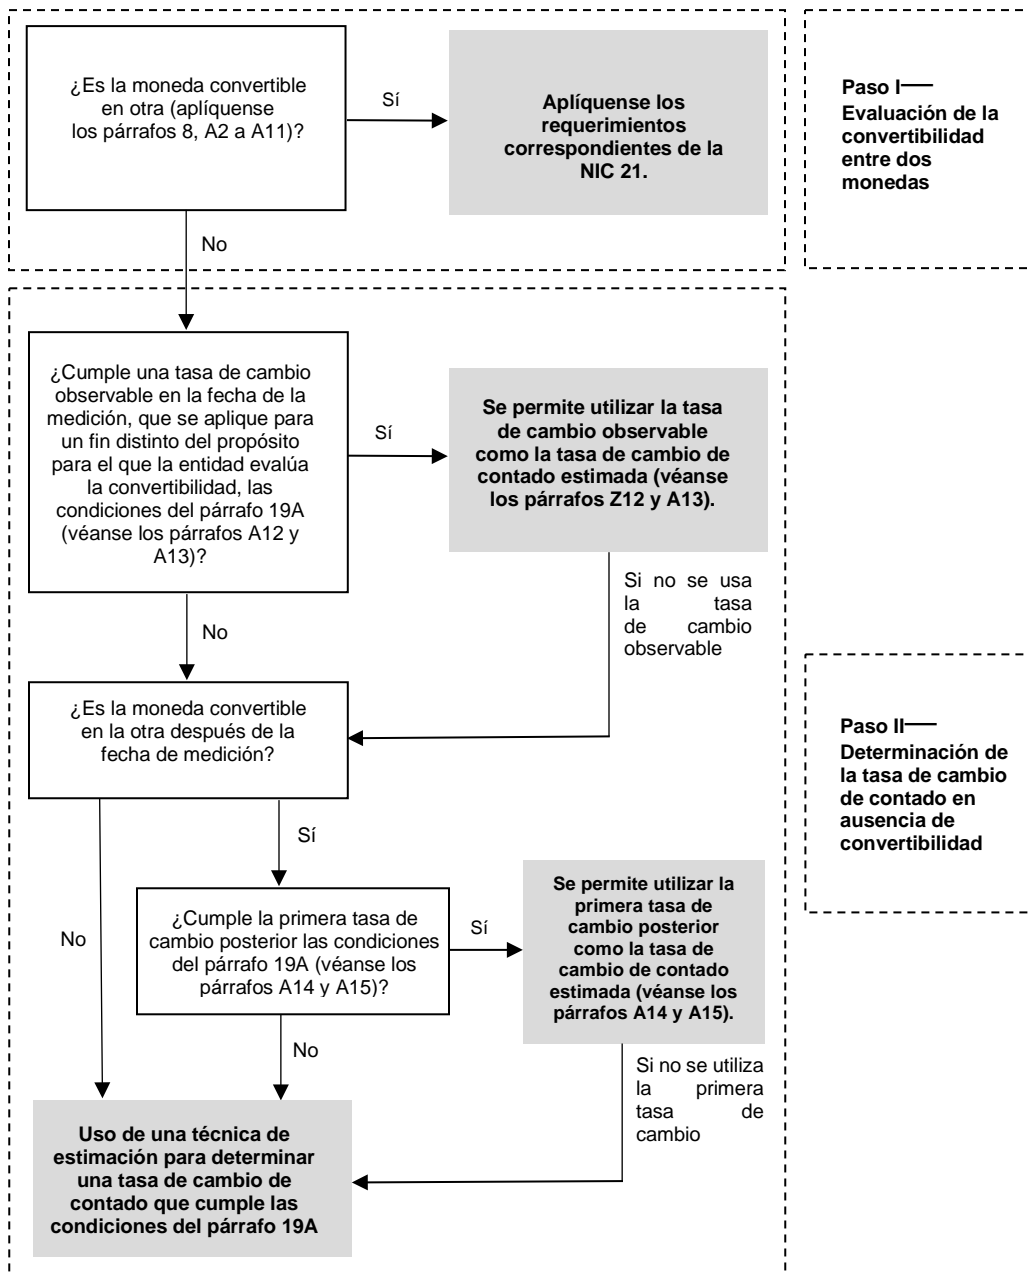 ¿Es la moneda convertible
en otra (aplíquense
los párrafos 8, A2 a A11)?
Sí
Aplíquense los
requerimientos
correspondientes de la
NIC 21.
Paso I—
Evaluación de la
convertibilidad
entre dos
monedas
No
¿Cumple una tasa de cambio
observable en la fecha de la
medición, que se aplique para
un fin distinto del propósito
para el que la entidad evalúa
la convertibilidad, las
condiciones del párrafo 19A
(véanse los párrafos A12 y
A13)?
Sí
Se permite utilizar la tasa
de cambio observable
como la tasa de cambio de
contado estimada (véanse
los párrafos Z12 y A13).
Si no se usa
la tasa
de cambio
observable
No
¿Es la moneda convertible
en la otra después de la
fecha de medición?
Paso II—
Determinación de
la tasa de cambio
de contado en
ausencia de
convertibilidad
Sí
No
¿Cumple la primera tasa de
cambio posterior las condiciones
del párrafo 19A (véanse los
párrafos A14 y A15)?
Sí
Se permite utilizar la
primera tasa de
cambio posterior
como la tasa de
cambio de contado
estimada (véanse los
párrafos A14 y A15).
No
Si no se utiliza
la primera
tasa de
cambio
Uso de una técnica de
estimación para determinar
una tasa de cambio de
contado que cumple las
condiciones del párrafo 19A